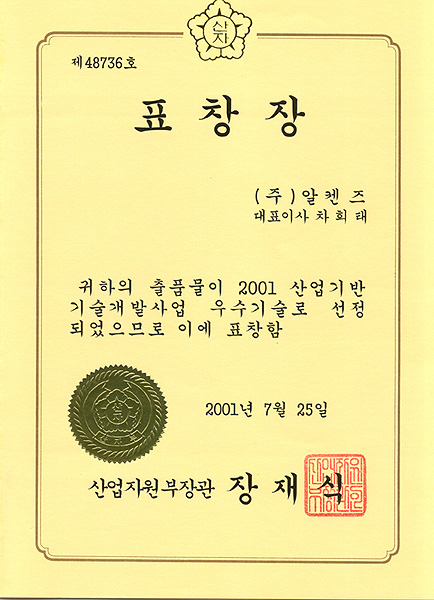 산자
제48736호
표창장
(주)알켄즈
대표이사 차희태
귀하의 출품물이 2001 산업기반
기술개발사업 우수기술로 선정
되었으므로 이에 표창함
2001년 7월 25일
산업자원부장관 장재식